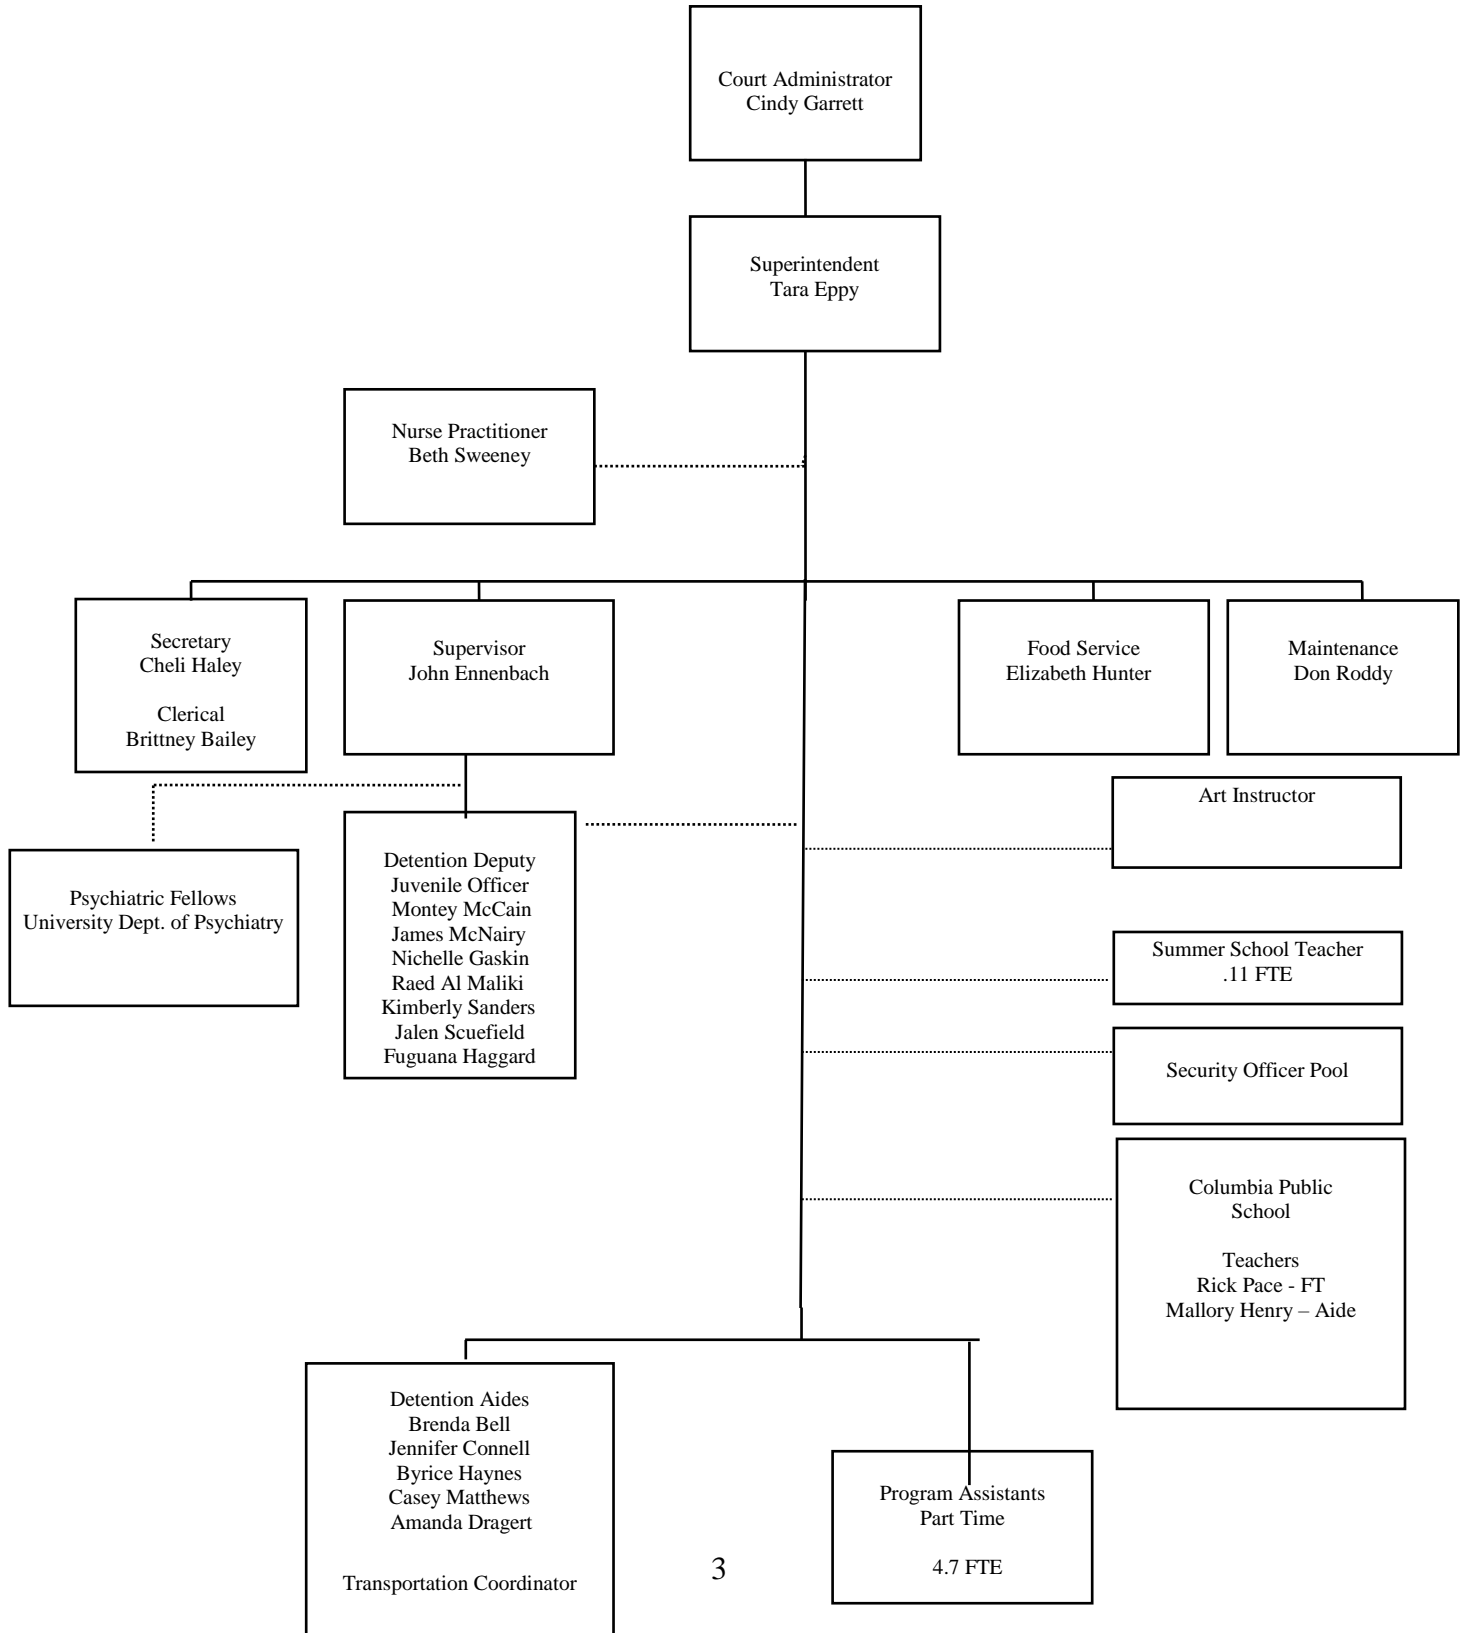 Court Administrator
Cindy Garrett
Superintendent
Tara Eppy
Nurse Practitioner
Beth Sweeney
Secretary
Cheli Haley
Clerical
Brittney Bailey
Supervisor
John Ennenbach
Food Service
Elizabeth Hunter
Maintenance
Don Roddy
Art Instructor
Psychiatric Fellows
University Dept. of Psychiatry
Detention Deputy
Juvenile Officer
Montey McCain
James McNairy
Nichelle Gaskin
Raed Al Maliki
Kimberly Sanders
Jalen Scuefield
Fuguana Haggard
Summer School Teacher
.11 FTE
Security Officer Pool
Columbia Public
School
Teachers
Rick Pace - FT
Mallory Henry – Aide
Detention Aides
Brenda Bell
Jennifer Connell
Byrice Haynes
Casey Matthews
Amanda Dragert
Transportation Coordinator
Program Assistants
Part Time
4.7 FTE
3